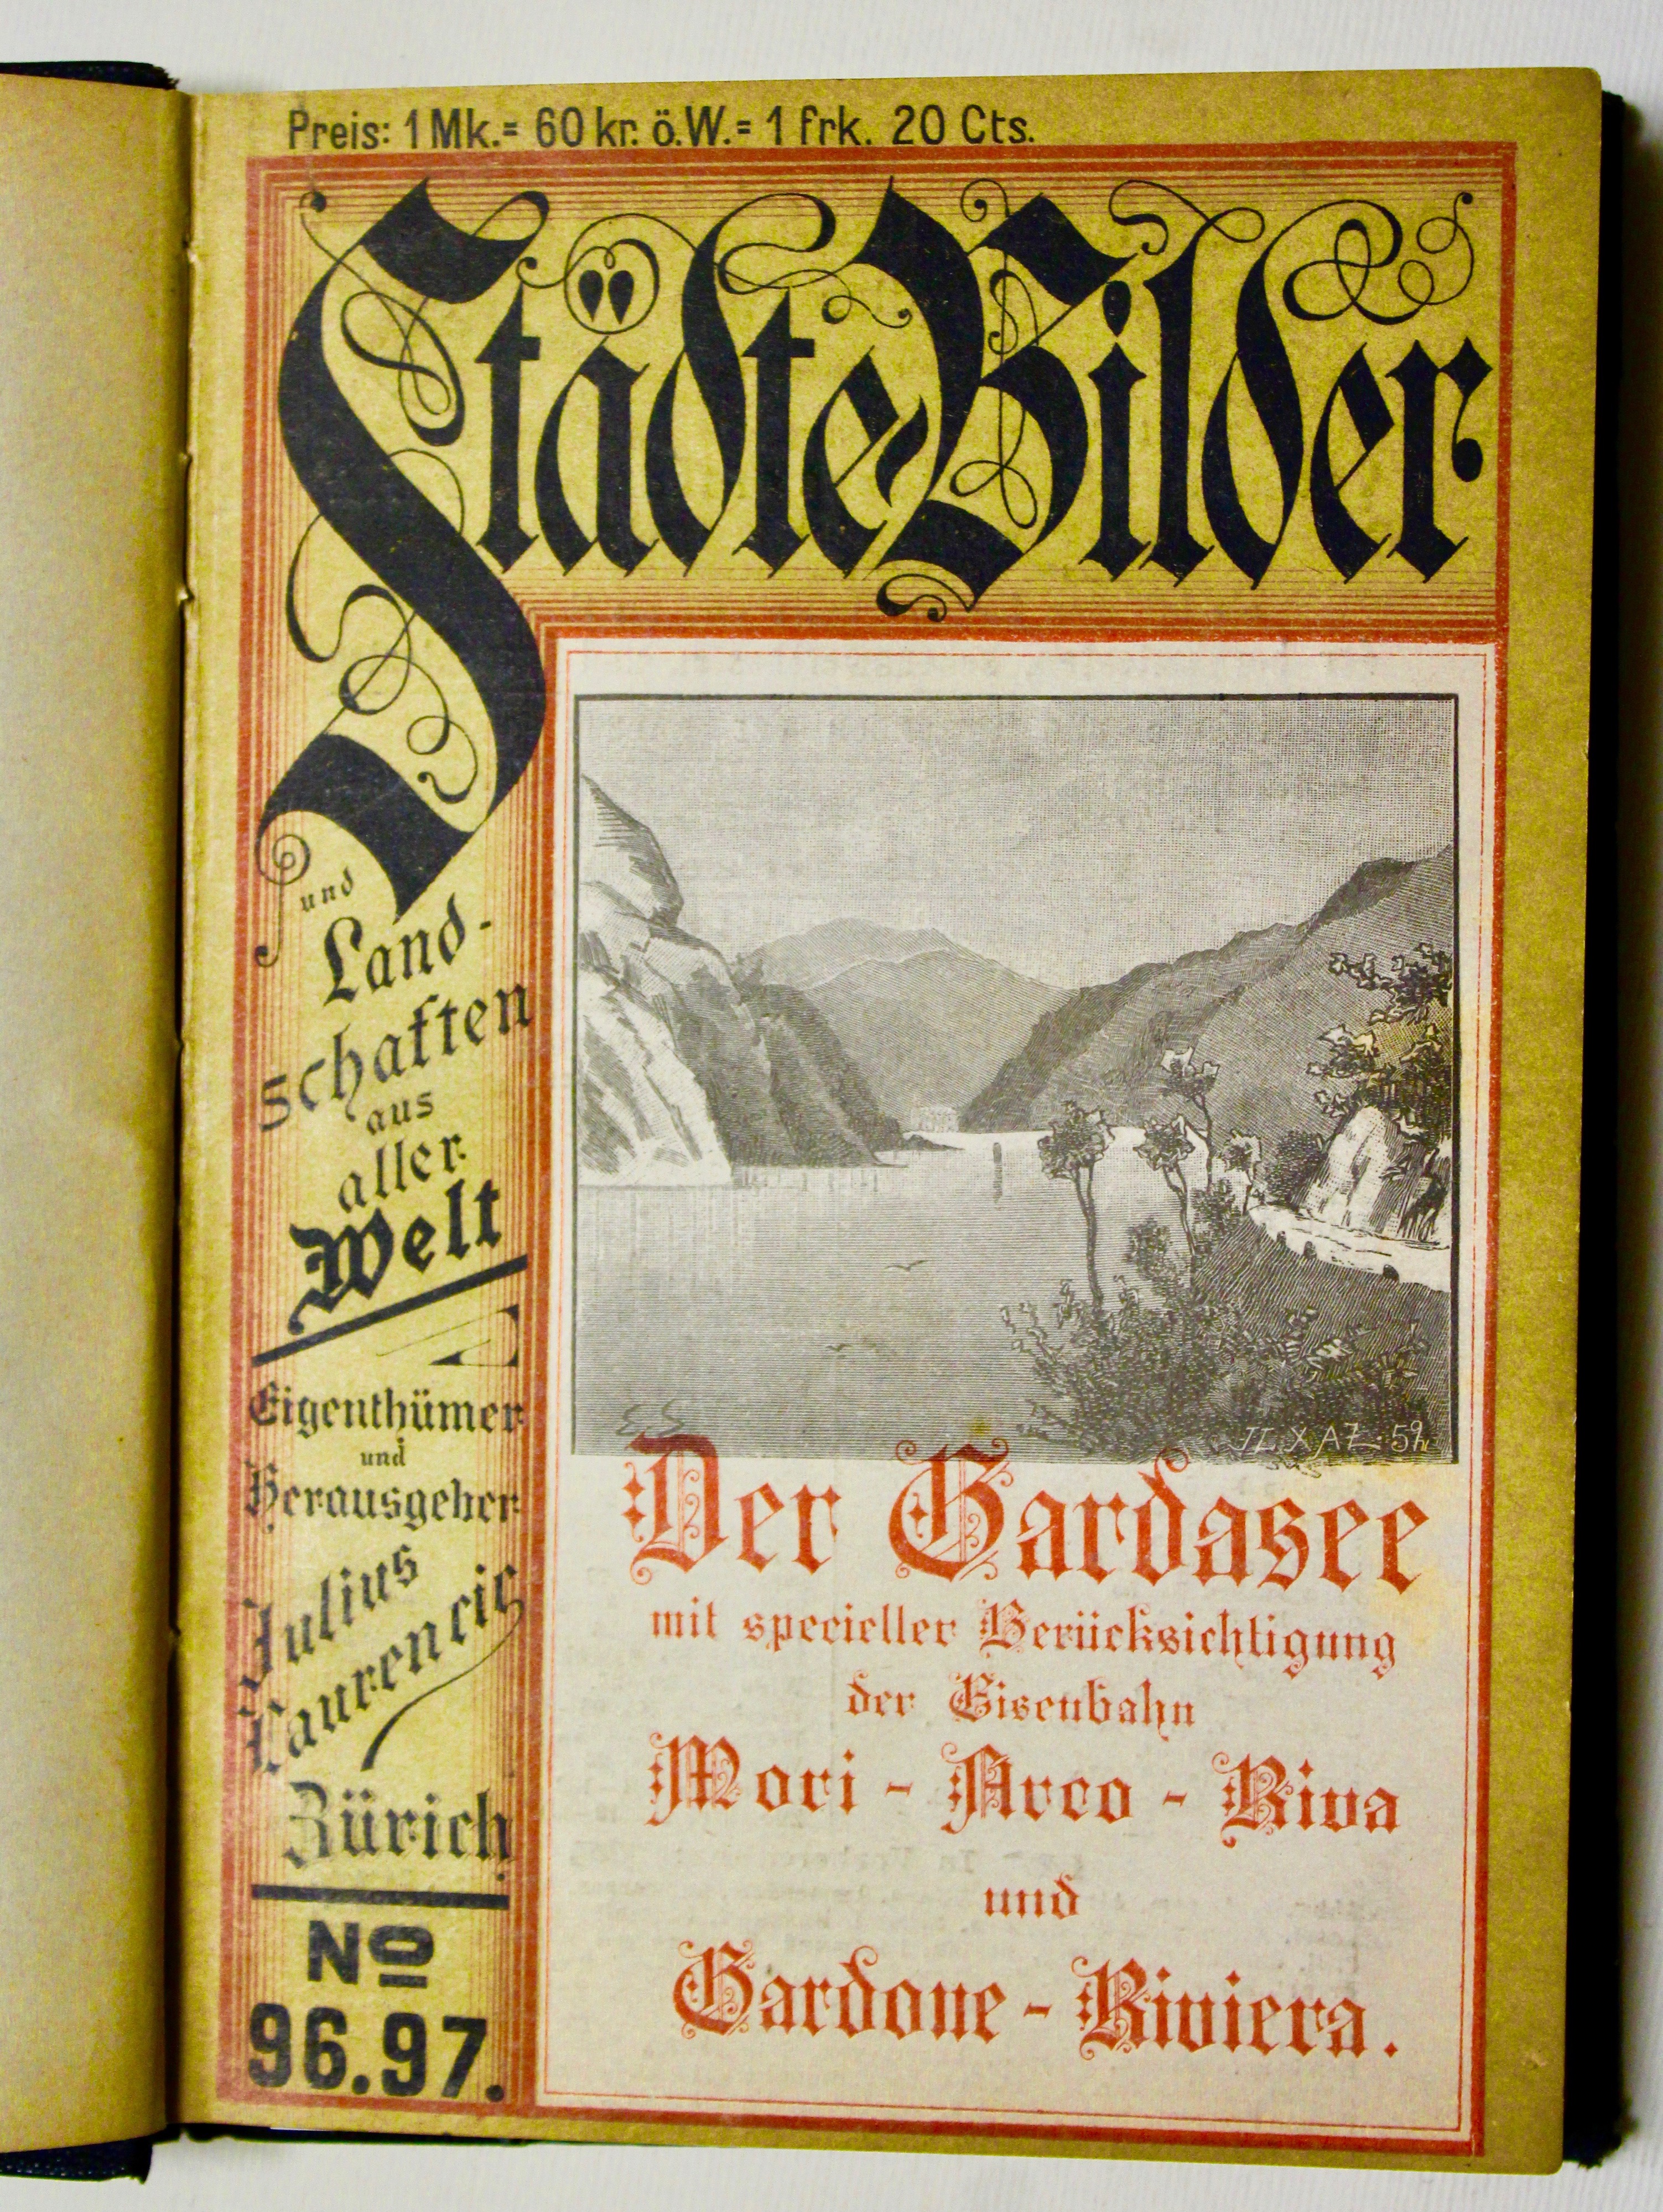 Preis: 1 Mk. = 60 kr. ö.W. = 1 frk. 20 Cts.
Städte-Bilder
und
Land-
schaften
aus
aller
Welt
Eigenthümer
und
Herausgeber
Julius
Laurencic
Zürich
No
96.97.
Der Gardasee
mit specieller Berücksichtigung
der Eisenbahn
Mori - Arco - Riva
und
Gardone - Riviera.